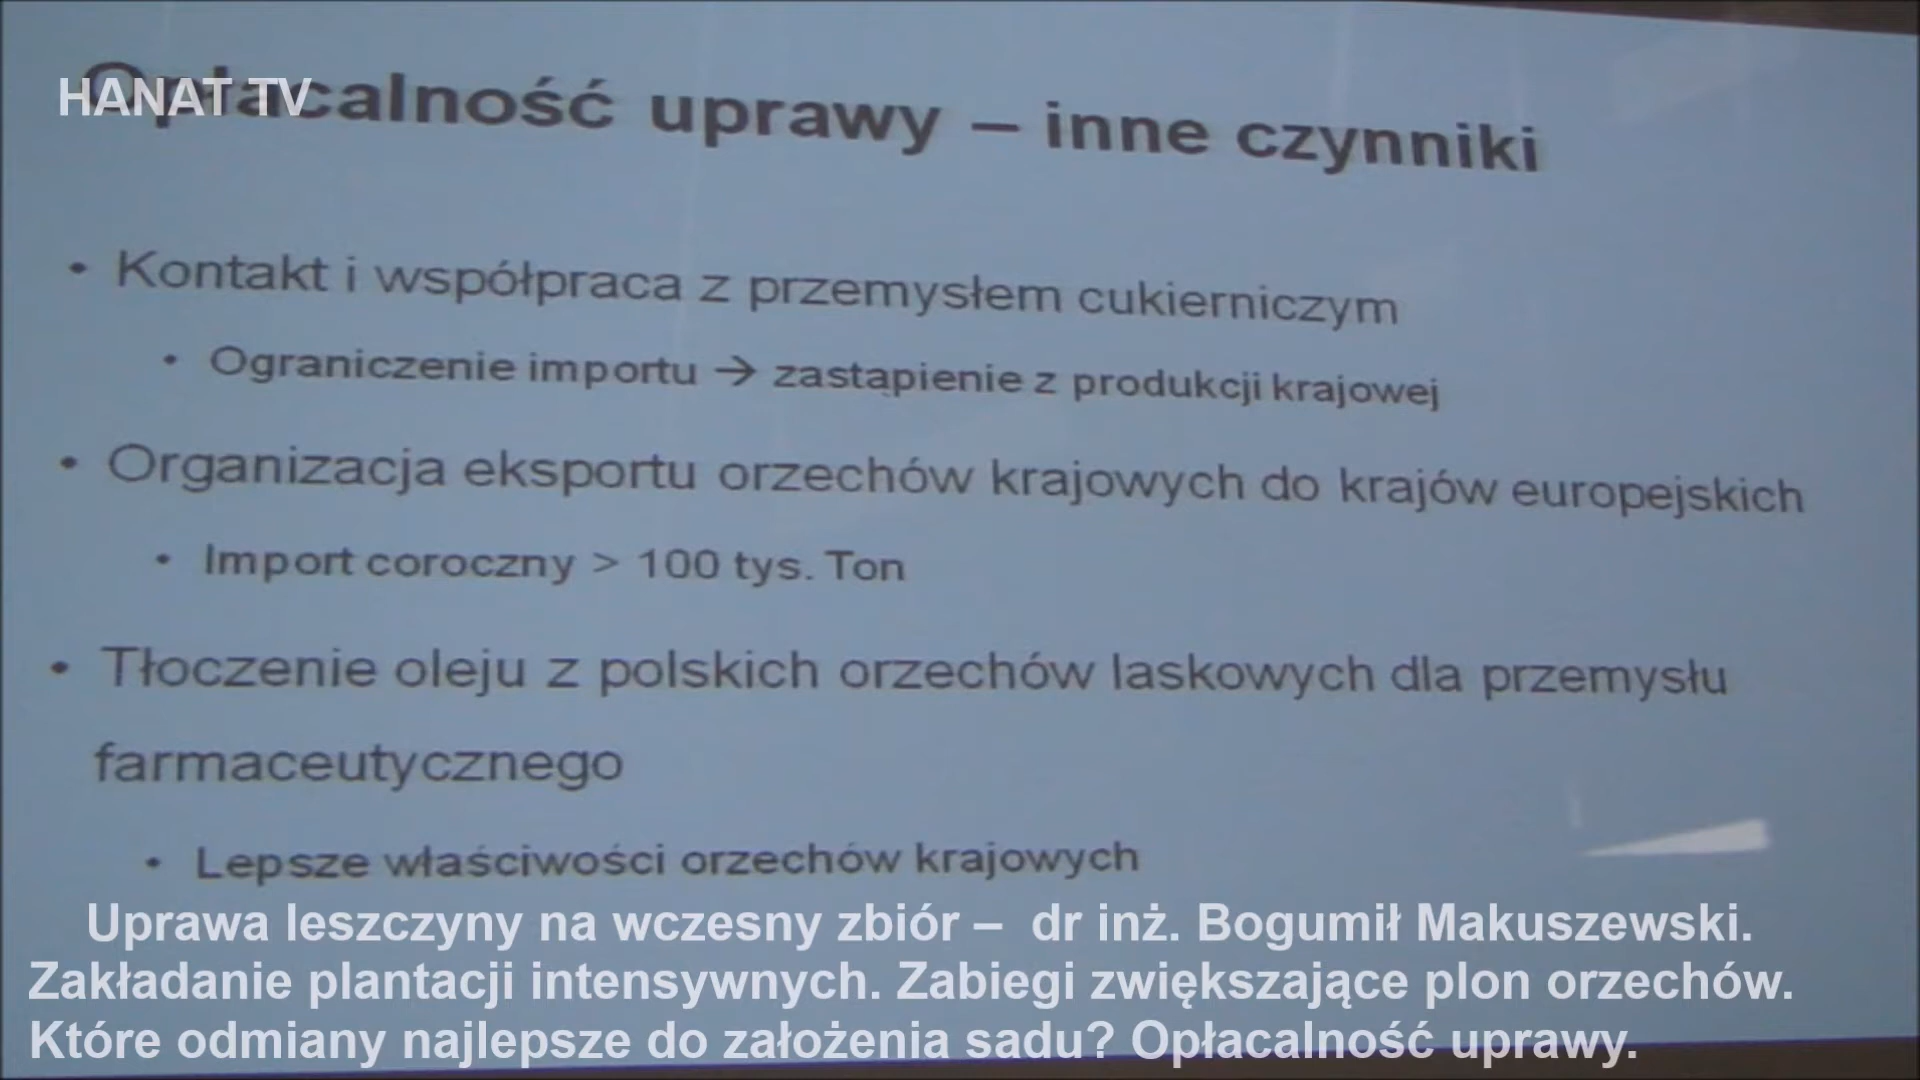 HANAT TV
Opłacalność uprawy – inne czynniki
• Kontakt i współpraca z przemysłem cukierniczym
• Ograniczenie importu → zastąpienie z produkcji krajowej
• Organizacja eksportu orzechów krajowych do krajów europejskich
• Import coroczny > 100 tys. Ton
• Tłoczenie oleju z polskich orzechów laskowych dla przemysłu
farmaceutycznego
• Lepsze właściwości orzechów krajowych
Uprawa leszczyny na wczesny zbiór – dr inż. Bogumił Makuszewski.
Zakładanie plantacji intensywnych. Zabiegi zwiększające plon orzechów.
Które odmiany najlepsze do założenia sadu? Opłacalność uprawy.